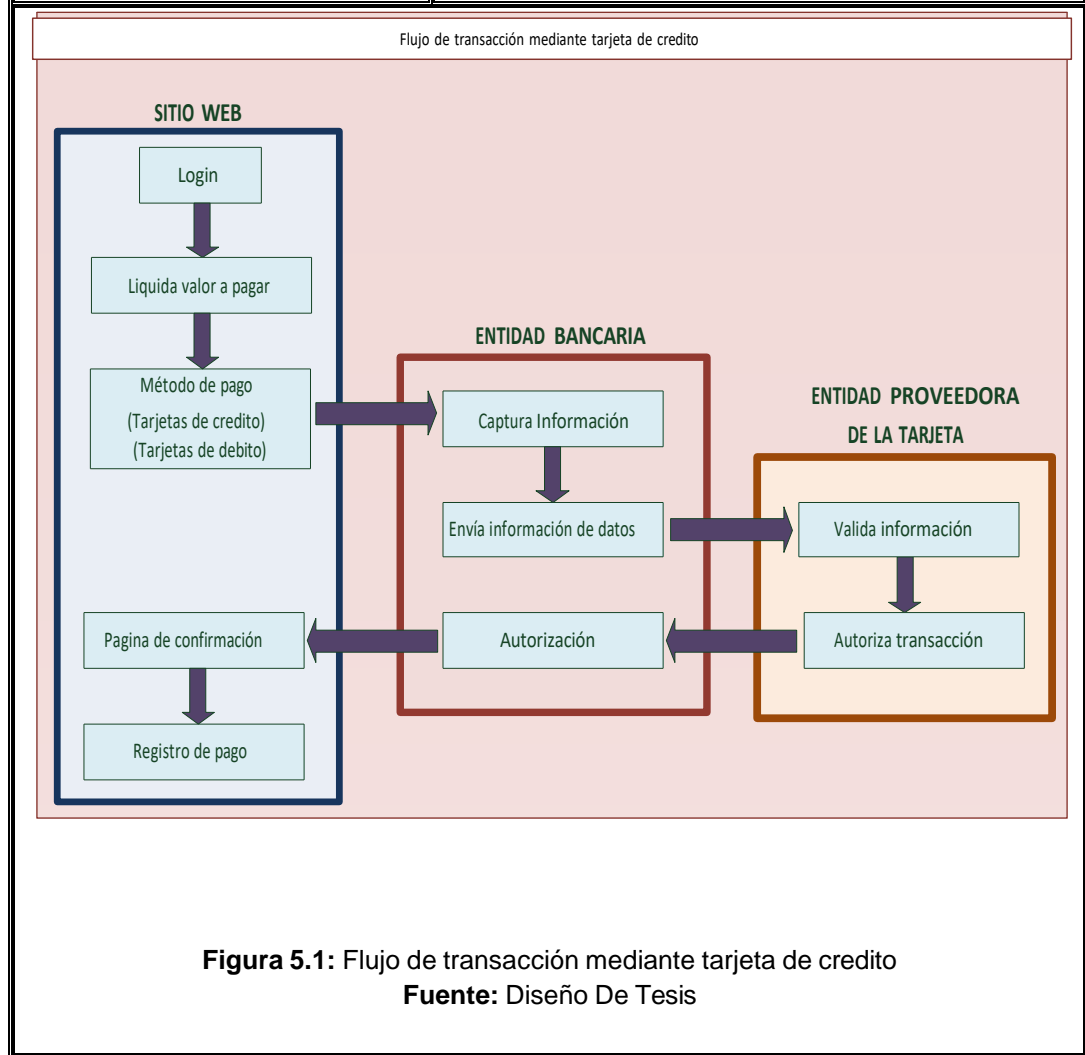 Flujo de transacción mediante tarjeta de credito
SITIO WEB
Login
Liquida valor a pagar
Método de pago
(Tarjetas de credito)
(Tarjetas de debito)
ENTIDAD BANCARIA
Captura Información
Envía información de datos
ENTIDAD PROVEEDORA
DE LA TARJETA
Valida información
Autoriza transacción
Autorización
Pagina de confirmación
Registro de pago
Figura 5.1: Flujo de transacción mediante tarjeta de credito
Fuente: Diseño De Tesis